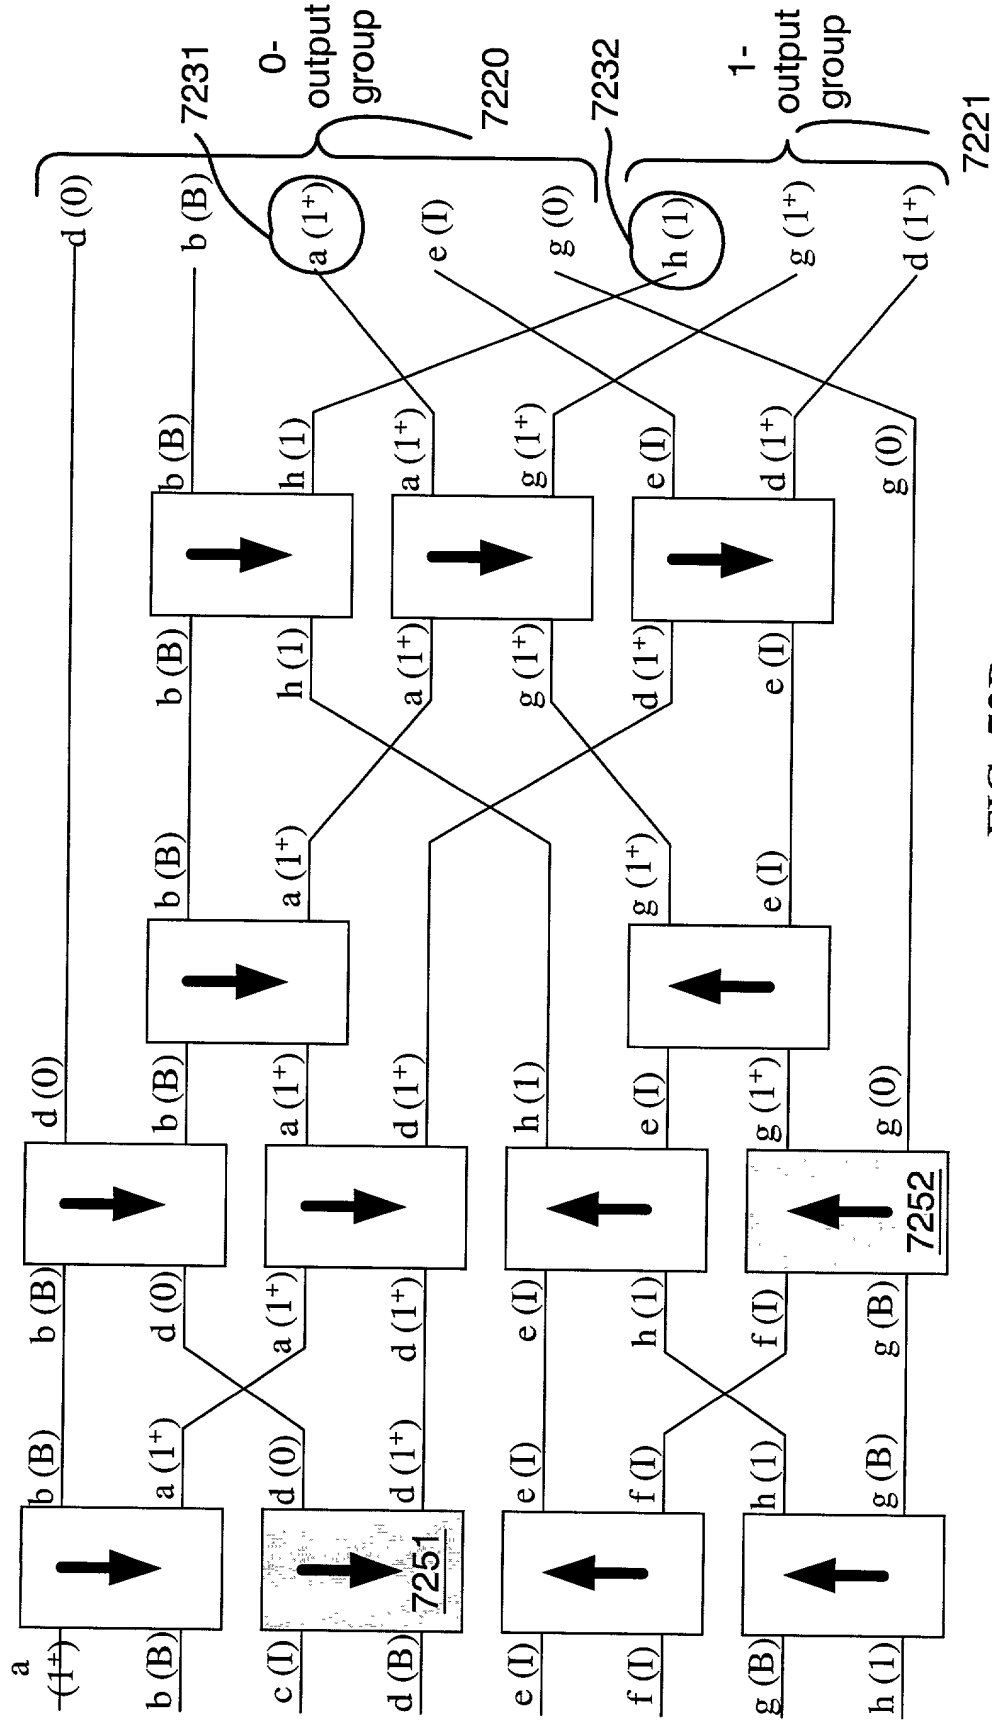 a
(1⁺)
b (B)
c (I)
d (B)
e (I)
f (I)
g (B)
h (1)
7251
b (B)
a (1⁺)
d (0)
d (1⁺)
e (I)
f (I)
h (1)
g (B)
b (B)
d (0)
a (1⁺)
d (1⁺)
e (I)
h (1)
f (I)
g (B)
7252
d (0)
b (B)
a (1⁺)
d (1⁺)
h (1)
e (I)
g (1⁺)
g (0)
b (B)
a (1⁺)
g (1⁺)
e (I)
b (B)
h (1)
a (1⁺)
g (1⁺)
d (1⁺)
e (I)
b (B)
h (1)
a (1⁺)
g (1⁺)
e (I)
d (1⁺)
g (0)
d (0)
b (B)
a (1⁺)
e (I)
g (0)
h (1)
g (1⁺)
d (1⁺)
7231
0-
output
group
7220
7232
1-
output
group
7221
FIG.